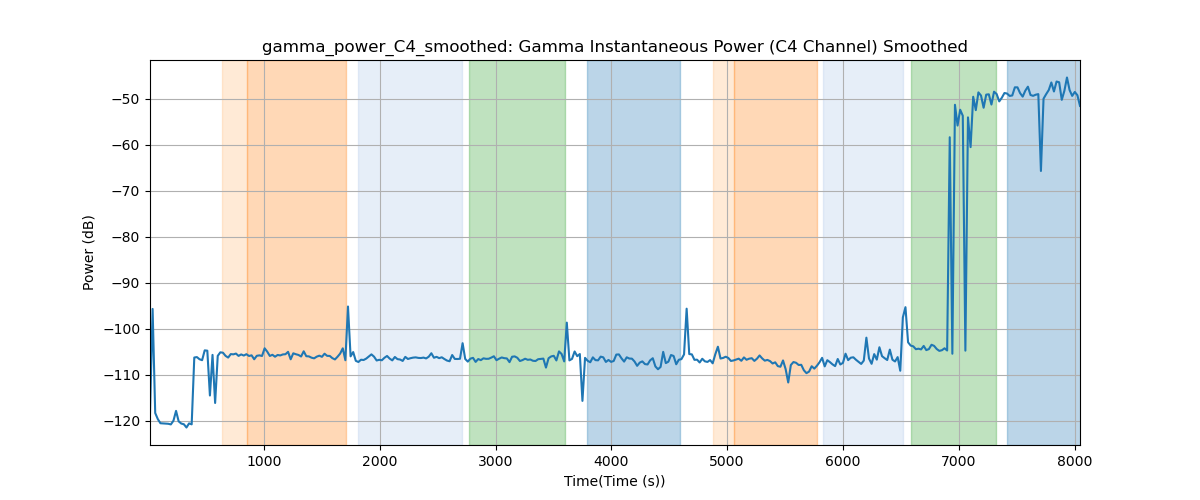 gamma_power_C4_smoothed: Gamma Instantaneous Power (C4 Channel) Smoothed
Power (dB)
−50
−60
−70
−80
−90
−100
−110
−120
1000 2000 3000 4000 5000 6000 7000 8000
Time(Time (s))